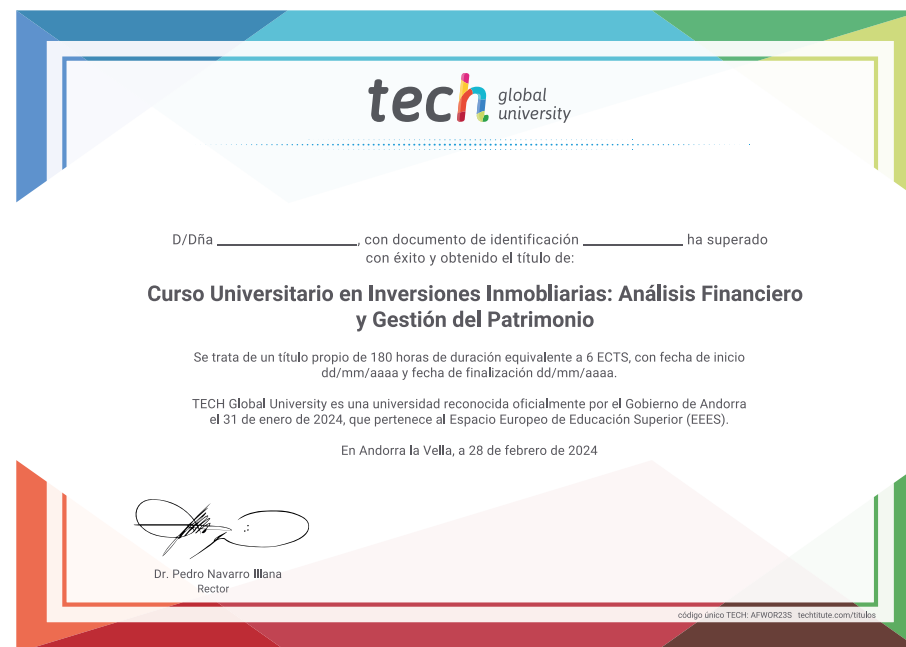 tech global university
D/Dña ____________________, con documento de identificación ______________ ha superado
con éxito y obtenido el título de:
Curso Universitario en Inversiones Inmobliarias: Análisis Financiero
y Gestión del Patrimonio
Se trata de un título propio de 180 horas de duración equivalente a 6 ECTS, con fecha de inicio
dd/mm/aaaa y fecha de finalización dd/mm/aaaa.
TECH Global University es una universidad reconocida oficialmente por el Gobierno de Andorra
el 31 de enero de 2024, que pertenece al Espacio Europeo de Educación Superior (EEES).
En Andorra la Vella, a 28 de febrero de 2024
Dr. Pedro Navarro Illana
Rector
código único TECH: AFWOR23S techtitute.com/titulos